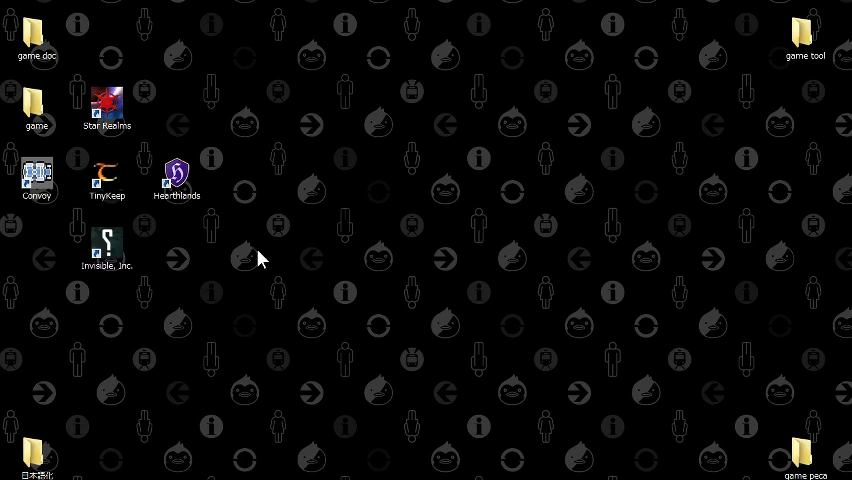 game doc
game tool
game
Star Realms
Convoy
TinyKeep
Hearthlands
Invisible, Inc.
日本語化
game peca